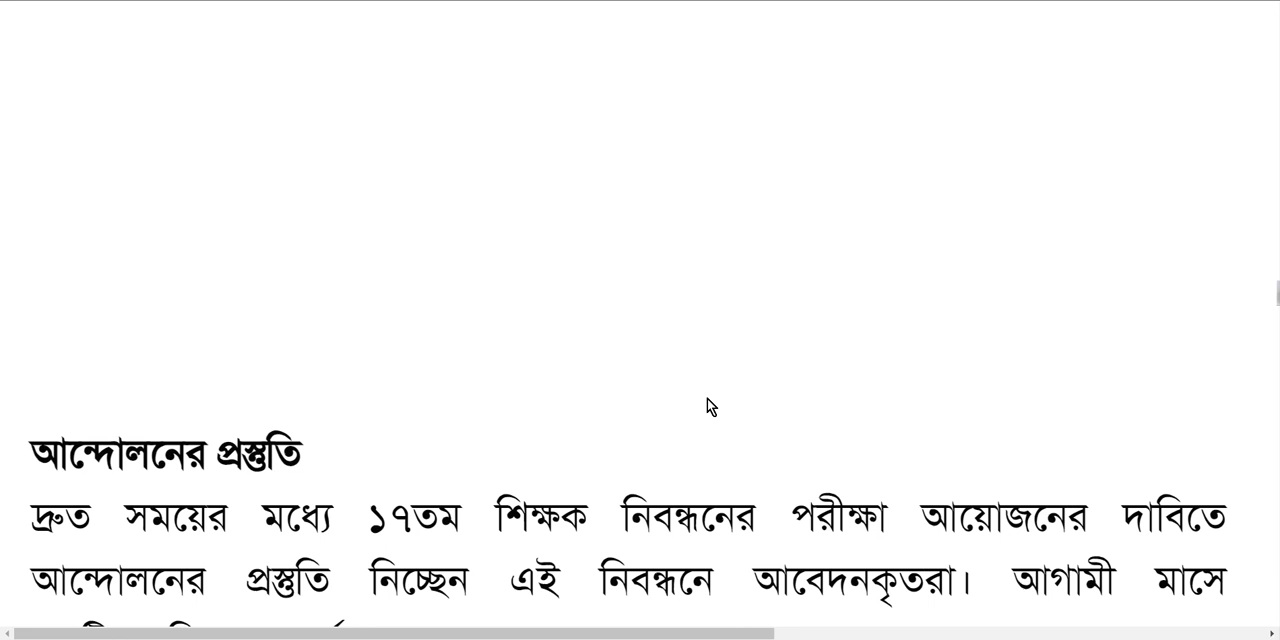 আন্দোলনের প্রস্তুতি
দ্রুত সময়ের মধ্যে ১৭তম শিক্ষক নিবন্ধনের পরীক্ষা আয়োজনের দাবিতে
আন্দোলনের প্রস্তুতি নিচ্ছেন এই নিবন্ধনে আবেদনকৃতরা। আগামী মাসে